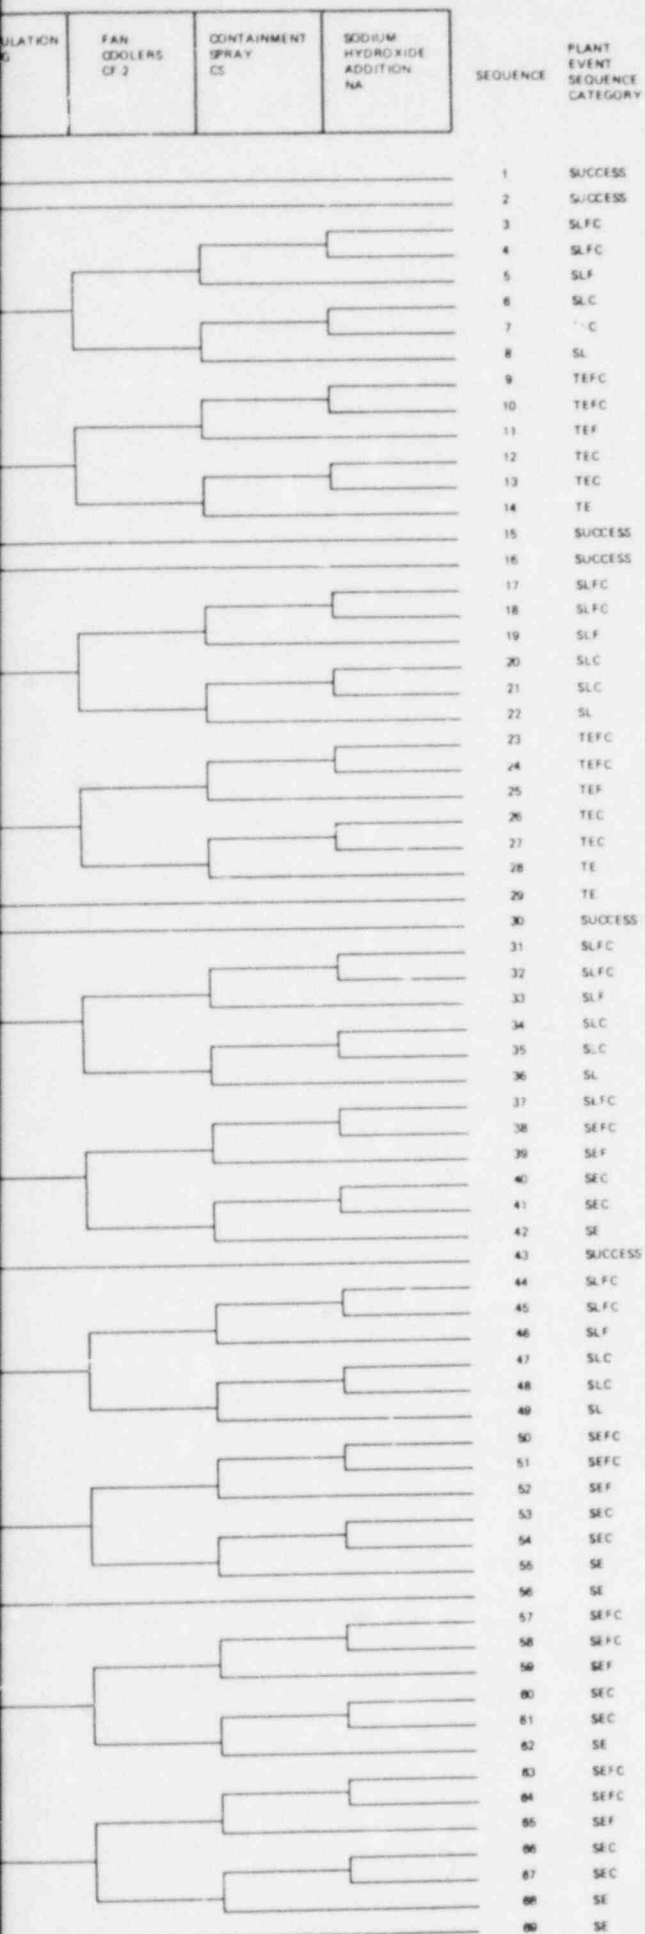 ULATION
G
FAN
COOLERS
CF 2
CONTAINMENT
SPRAY
CS
SODIUM
HYDROXIDE
ADDITION
NA
SEQUENCE
PLANT
EVENT
SEQUENCE
CATEGORY
1 SUCCESS
2 SUCCESS
3 SLFC
4 SLFC
5 SLF
6 SLC
7 C
8 SL
9 TEFC
10 TEFC
11 TEF
12 TEC
13 TEC
14 TE
15 SUCCESS
16 SUCCESS
17 SLFC
18 SLFC
19 SLF
20 SLC
21 SLC
22 SL
23 TEFC
24 TEFC
25 TEF
26 TEC
27 TEC
28 TE
29 TE
30 SUCCESS
31 SLFC
32 SLFC
33 SLF
34 SLC
35 SLC
36 SL
37 SLFC
38 SEFC
39 SEF
40 SEC
41 SEC
42 SE
43 SUCCESS
44 SLFC
45 SLFC
46 SLF
47 SLC
48 SLC
49 SL
50 SEFC
51 SEFC
52 SEF
53 SEC
54 SEC
55 SE
56 SE
57 SEFC
58 SEFC
59 SEF
60 SEC
61 SEC
62 SE
63 SEFC
64 SEFC
65 SEF
66 SEC
67 SEC
68 SE
69 SE